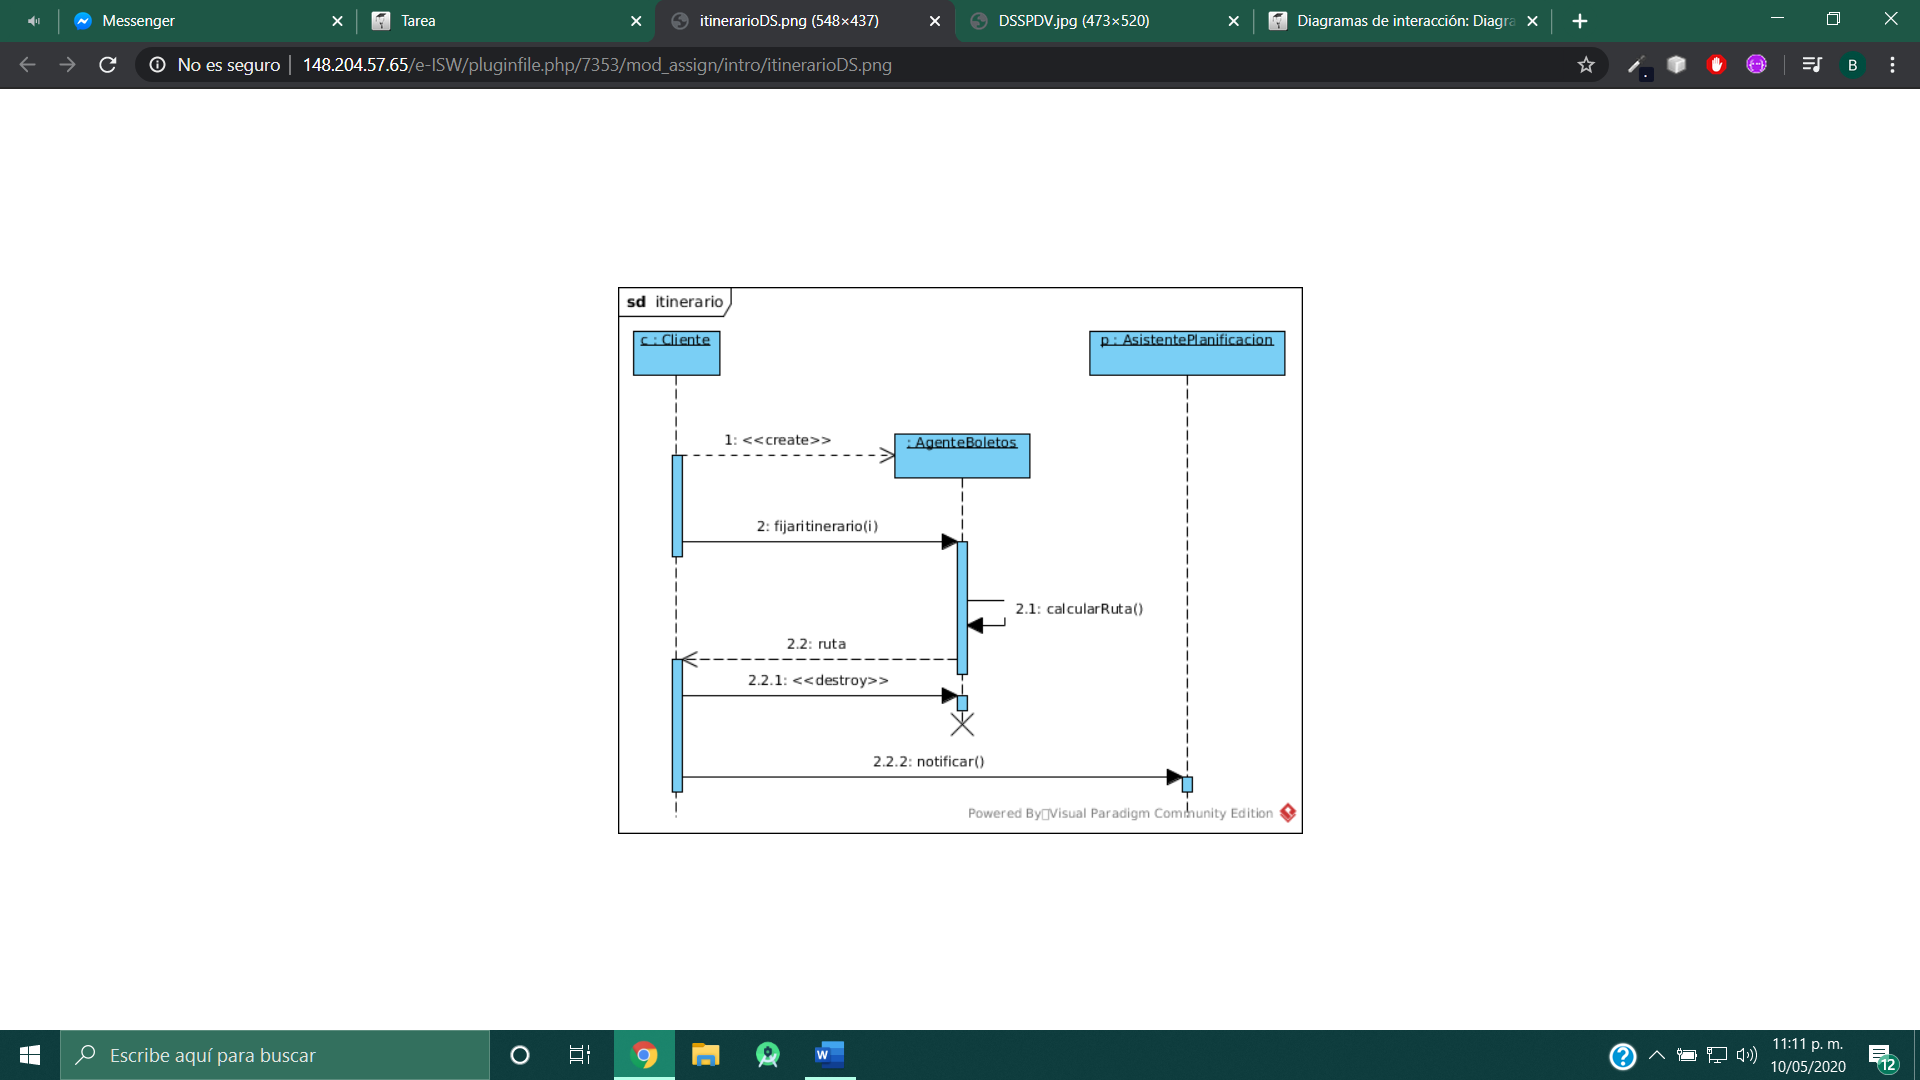 Messenger
Tarea
itinerarioDS.png (548×437)
DSSPDV.jpg (473×520)
Diagramas de interacción: Diagra
No es seguro
148.204.57.65/e-ISW/pluginfile.php/7353/mod_assign/intro/itinerarioDS.png
B
sd itinerario
c : Cliente
p : AsistentePlanificacion
1: <<create>>
: AgenteBoletos
2: fijaritinerario(i)
2.1: calcularRuta()
2.2: ruta
2.2.1: <<destroy>>
2.2.2: notificar()
Powered By Visual Paradigm Community Edition
Escribe aquí para buscar
W
11:11 p. m.
10/05/2020
12